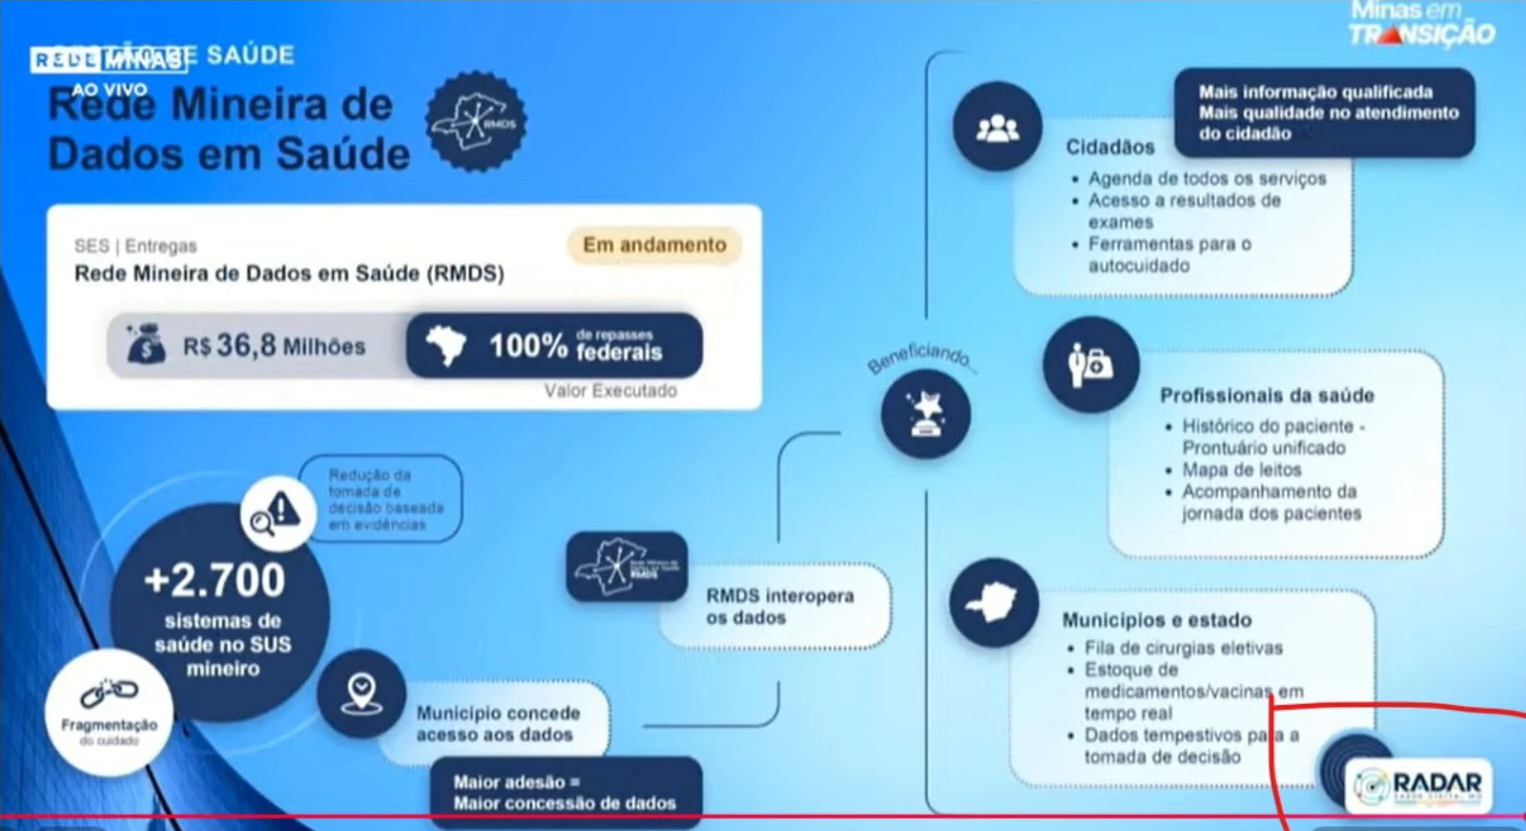 Minas em
TRANSIÇÃO
DE SAÚDE
REDE MINAS
AO VIVO
Rede Mineira de
Dados em Saúde
RMDS
SES | Entregas
Em andamento
Rede Mineira de Dados em Saúde (RMDS)
R$ 36,8 Milhões
100% de repasses
federais
Valor Executado
Redução da
tomada de
decisão baseada
em evidências
+2.700
sistemas de
saúde no SUS
mineiro
Fragmentação
do cuidado
Município concede
acesso aos dados
Maior adesão =
Maior concessão de dados
RMDS
RMDS interopera
os dados
Beneficiando...
Mais informação qualificada
Mais qualidade no atendimento
do cidadão
Cidadãos
• Agenda de todos os serviços
• Acesso a resultados de
exames
• Ferramentas para o
autocuidado
Profissionais da saúde
• Histórico do paciente -
Prontuário unificado
• Mapa de leitos
• Acompanhamento da
jornada dos pacientes
Municípios e estado
• Fila de cirurgias eletivas
• Estoque de
medicamentos/vacinas em
tempo real
• Dados tempestivos para a
tomada de decisão
RADAR